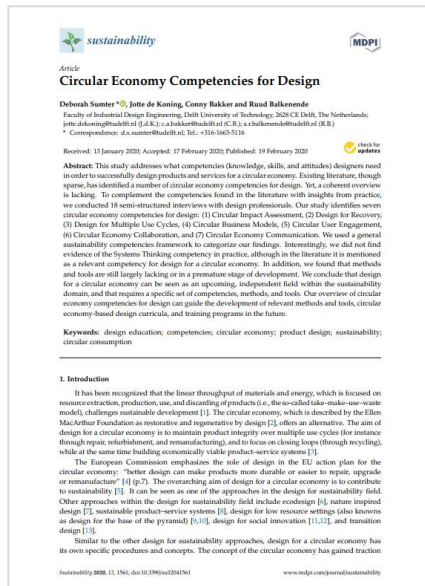 sustainability
MDPI
Article
Circular Economy Competencies for Design
Deborah Sumter *, Jotte de Koning, Conny Bakker and Ruud Balkenende
Faculty of Industrial Design Engineering, Delft University of Technology, 2628 CE Delft, The Netherlands;
jotte.dekoning@tudelft.nl (J.d.K.); c.a.bakker@tudelft.nl (C.B.); a.r.balkenende@tudelft.nl (R.B.)
* Correspondence: d.x.sumter@tudelft.nl; Tel.: +316-1663-5116
Received: 13 January 2020; Accepted: 17 February 2020; Published: 19 February 2020
check for
updates
Abstract: This study addresses what competencies (knowledge, skills, and attitudes) designers need
in order to successfully design products and services for a circular economy. Existing literature, though
sparse, has identified a number of circular economy competencies for design. Yet, a coherent overview
is lacking. To complement the competencies found in the literature with insights from practice,
we conducted 18 semi-structured interviews with design professionals. Our study identifies seven
circular economy competencies for design: (1) Circular Impact Assessment, (2) Design for Recovery,
(3) Design for Multiple Use Cycles, (4) Circular Business Models, (5) Circular User Engagement,
(6) Circular Economy Collaboration, and (7) Circular Economy Communication. We used a general
sustainability competencies framework to categorize our findings. Interestingly, we did not find
evidence of the Systems Thinking competency in practice, although in the literature it is mentioned
as a relevant competency for design for a circular economy. In addition, we found that methods
and tools are still largely lacking or in a premature stage of development. We conclude that design
for a circular economy can be seen as an upcoming, independent field within the sustainability
domain, and that requires a specific set of competencies, methods, and tools. Our overview of circular
economy competencies for design can guide the development of relevant methods and tools, circular
economy-based design curricula, and training programs in the future.
Keywords: design education; competencies; circular economy; product design; sustainability;
circular consumption
1. Introduction
It has been recognized that the linear throughput of materials and energy, which is focused on
resource extraction, production, use, and discarding of products (i.e., the so-called take–make–use–waste
model), challenges sustainable development [1]. The circular economy, which is described by the Ellen
MacArthur Foundation as restorative and regenerative by design [2], offers an alternative. The aim of
design for a circular economy is to maintain product integrity over multiple use cycles (for instance
through repair, refurbishment, and remanufacturing), and to focus on closing loops (through recycling),
while at the same time building economically viable product–service systems [3].
The European Commission emphasizes the role of design in the EU action plan for the
circular economy: "better design can make products more durable or easier to repair, upgrade
or remanufacture" [4] (p.7). The overarching aim of design for a circular economy is to contribute
to sustainability [5]. It can be seen as one of the approaches in the design for sustainability field.
Other approaches within the design for sustainability field include ecodesign [6], nature inspired
design [7], sustainable product–service systems [8], design for low resource settings (also known
as design for the base of the pyramid) [9,10], design for social innovation [11,12], and transition
design [13].
Similar to the other design for sustainability approaches, design for a circular economy has
its own specific procedures and concepts. The concept of the circular economy has gained traction
Sustainability 2020, 12, 1561; doi:10.3390/su12041561
www.mdpi.com/journal/sustainability